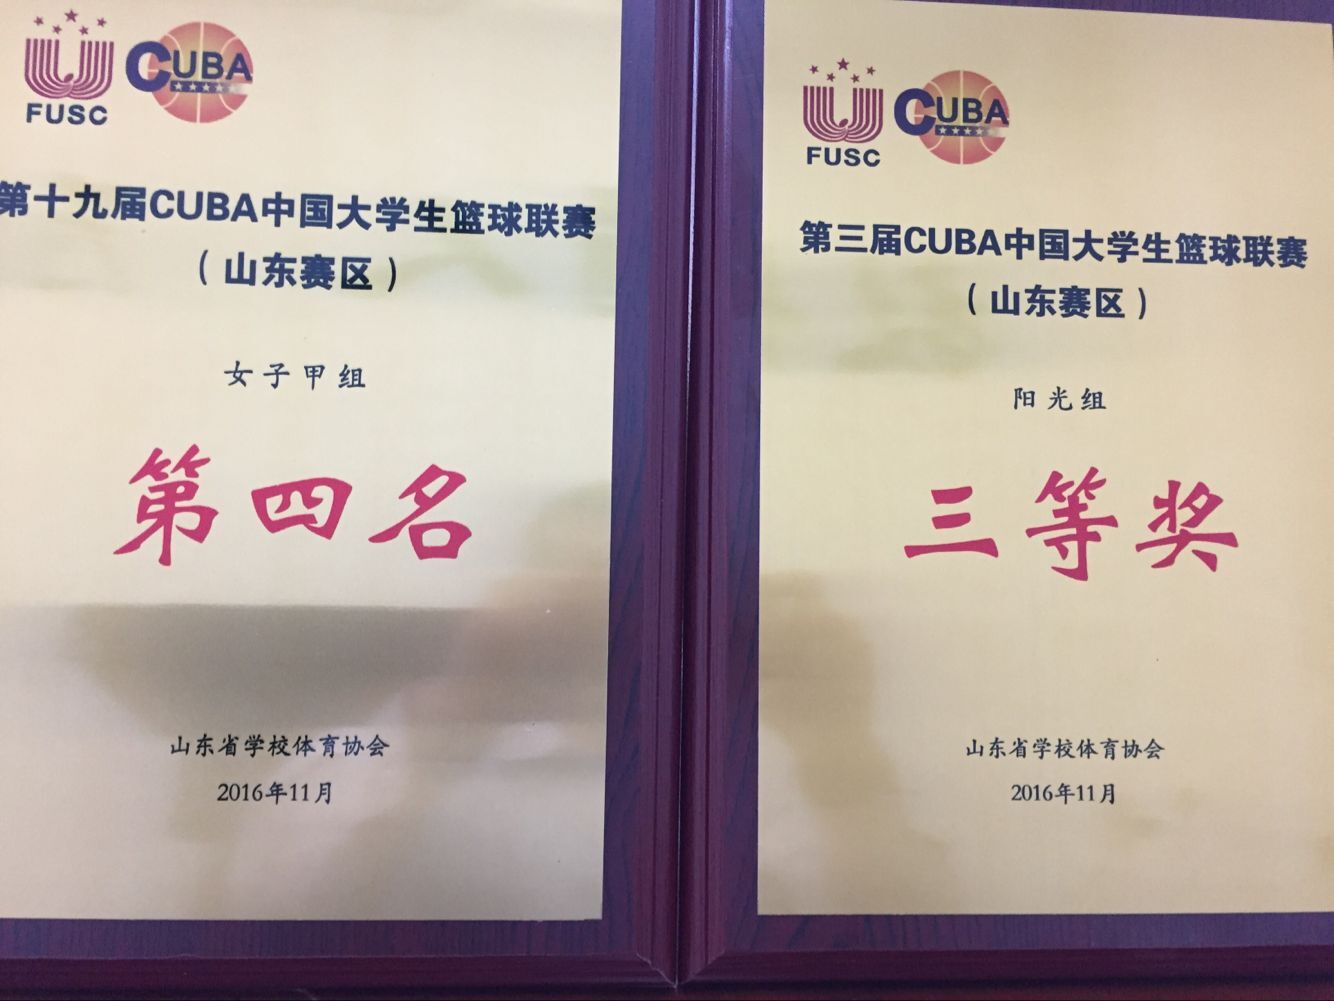 FUSC
CUBA
第十九届CUBA中国大学生篮球联赛
（山东赛区）
女子甲组
第四名
山东省学校体育协会
2016年11月
FUSC
CUBA
第三届CUBA中国大学生篮球联赛
（山东赛区）
阳光组
三等奖
山东省学校体育协会
2016年11月